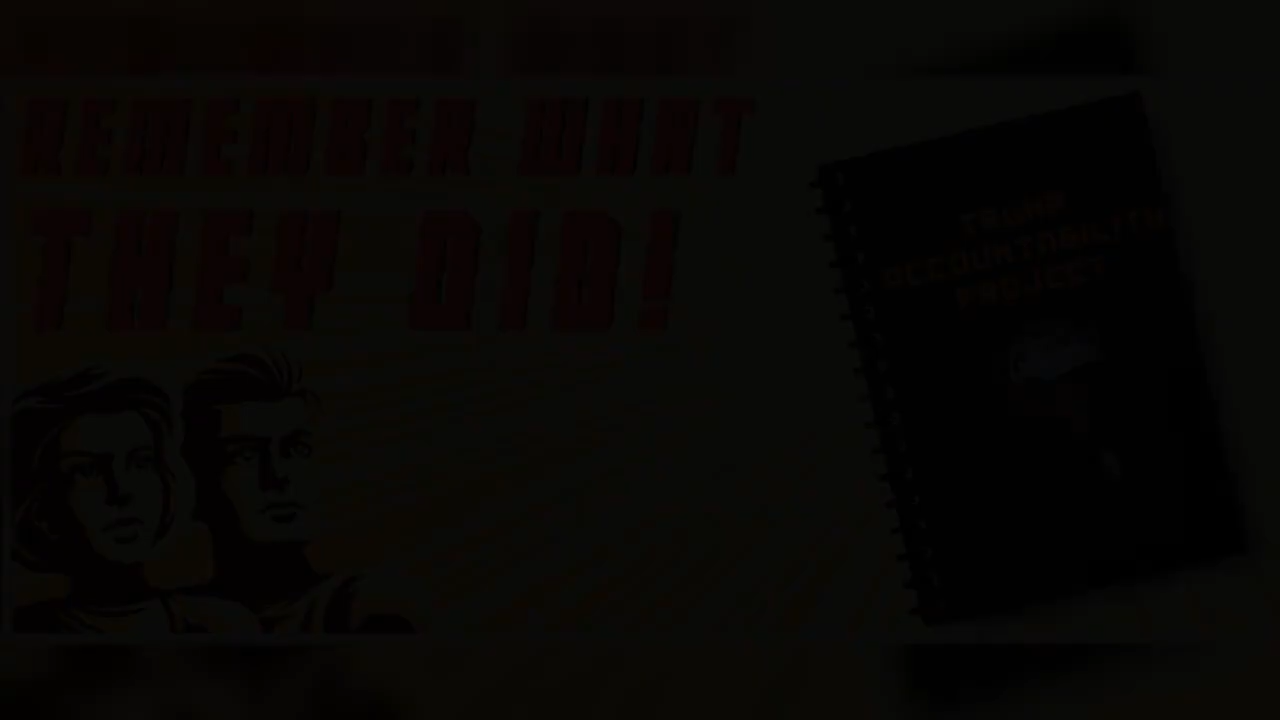 REMEMBER WHAT
THEY DID!
TRUMP
ACCOUNTABILITY
PROJECT